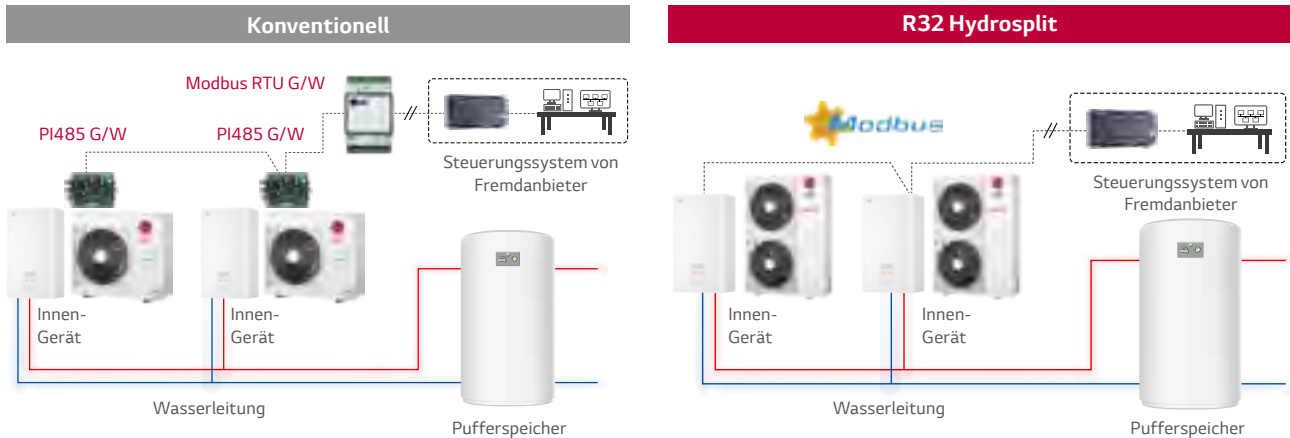 Konventionell
Modbus RTU G/W
PI485 G/W
PI485 G/W
Steuerungssystem von
Fremdanbieter
Innen-
Gerät
Innen-
Gerät
Wasserleitung
Pufferspeicher
R32 Hydrosplit
Modbus
Steuerungssystem von
Fremdanbieter
Innen-
Gerät
Innen-
Gerät
Wasserleitung
Pufferspeicher